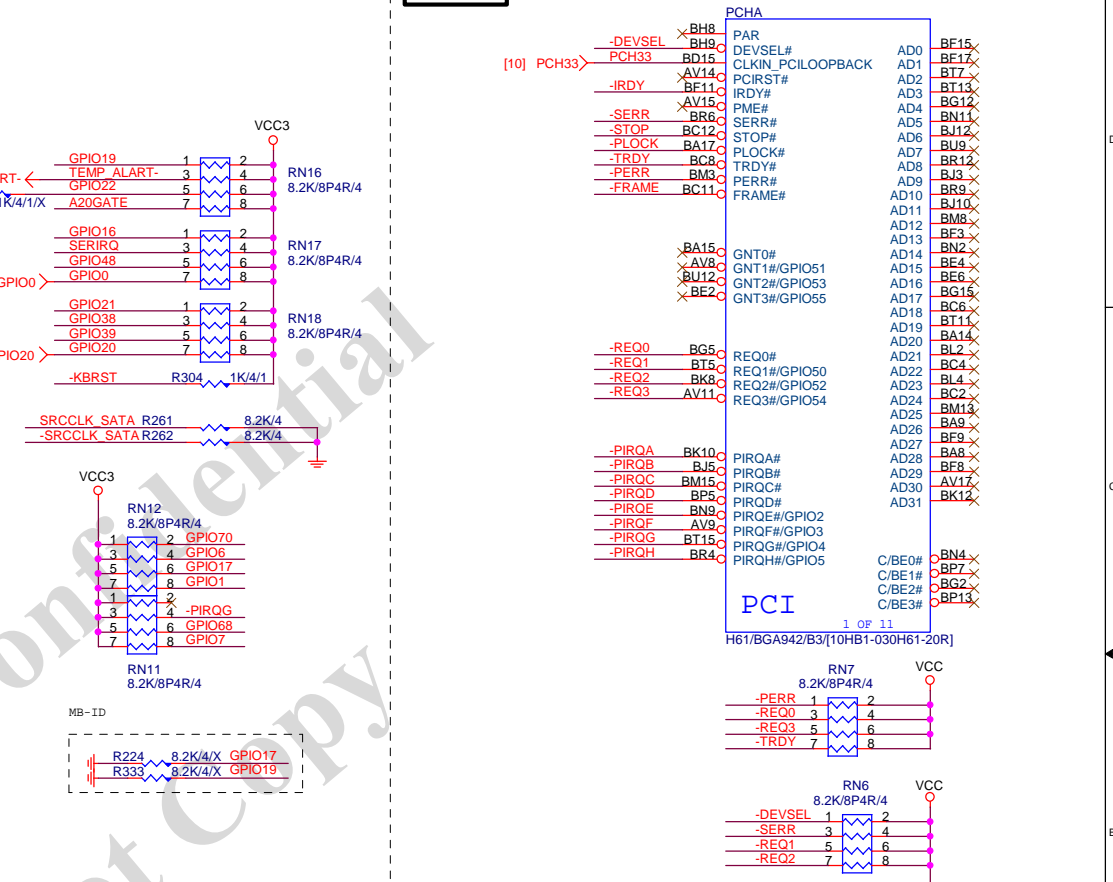 VCC3
GPIO19 1 2
RT- TEMP_ALART- 3 4 RN16
GPIO22 5 6 8.2K/8P4R/4
1K/4/1/X A20GATE 7 8
GPIO16 1 2
SERIRQ 3 4 RN17
GPIO48 5 6 8.2K/8P4R/4
GPIO0 GPIO0 7 8
GPIO21 1 2
GPIO38 3 4 RN18
GPIO39 5 6 8.2K/8P4R/4
PIO20 GPIO20 7 8
-KBRST R304 1K/4/1
SRCCLK_SATA R261 8.2K/4
-SRCCLK_SATA R262 8.2K/4
VCC3
RN12
8.2K/8P4R/4
1 2 GPIO70
3 4 GPIO6
5 6 GPIO17
7 8 GPIO1
1 2
3 4 -PIRQG
5 6 GPIO68
7 8 GPIO7
RN11
8.2K/8P4R/4
MB-ID
R224 8.2K/4/X GPIO17
R333 8.2K/4/X GPIO19
PCHA
BH8 PAR
-DEVSEL BH9 DEVSEL#
[10] PCH33 PCH33 BD15 CLKIN_PCILOOPBACK
AV14 PCIRST#
-IRDY BF11 IRDY#
AV15 PME#
-SERR BR6 SERR#
-STOP BC12 STOP#
-PLOCK BA17 PLOCK#
-TRDY BC8 TRDY#
-PERR BM3 PERR#
-FRAME BC11 FRAME#
BA15 GNT0#
AV8 GNT1#/GPIO51
BU12 GNT2#/GPIO53
BE2 GNT3#/GPIO55
-REQ0 BG5 REQ0#
-REQ1 BT5 REQ1#/GPIO50
-REQ2 BK8 REQ2#/GPIO52
-REQ3 AV11 REQ3#/GPIO54
-PIRQA BK10 PIRQA#
-PIRQB BJ5 PIRQB#
-PIRQC BM15 PIRQC#
-PIRQD BP5 PIRQD#
-PIRQE BN9 PIRQE#/GPIO2
-PIRQF AV9 PIRQF#/GPIO3
-PIRQG BT15 PIRQG#/GPIO4
-PIRQH BR4 PIRQH#/GPIO5
AD0 BF15
AD1 BF17
AD2 BT7
AD3 BT13
AD4 BG12
AD5 BN11
AD6 BJ12
AD7 BU9
AD8 BR12
AD9 BJ3
AD10 BR9
AD11 BJ10
AD12 BM8
AD13 BF3
AD14 BN2
AD15 BE4
AD16 BE6
AD17 BG15
AD18 BC6
AD19 BT11
AD20 BA14
AD21 BL2
AD22 BC4
AD23 BL4
AD24 BC2
AD25 BM13
AD26 BA9
AD27 BF9
AD28 BA8
AD29 BF8
AD30 AV17
AD31 BK12
C/BE0# BN4
C/BE1# BP7
C/BE2# BG2
C/BE3# BP13
PCI
1 OF 11
H61/BGA942/B3/[10HB1-030H61-20R]
RN7 VCC
8.2K/8P4R/4
-PERR 1 2
-REQ0 3 4
-REQ3 5 6
-TRDY 7 8
RN6 VCC
8.2K/8P4R/4
-DEVSEL 1 2
-SERR 3 4
-REQ1 5 6
-REQ2 7 8
onfidential
t Copy